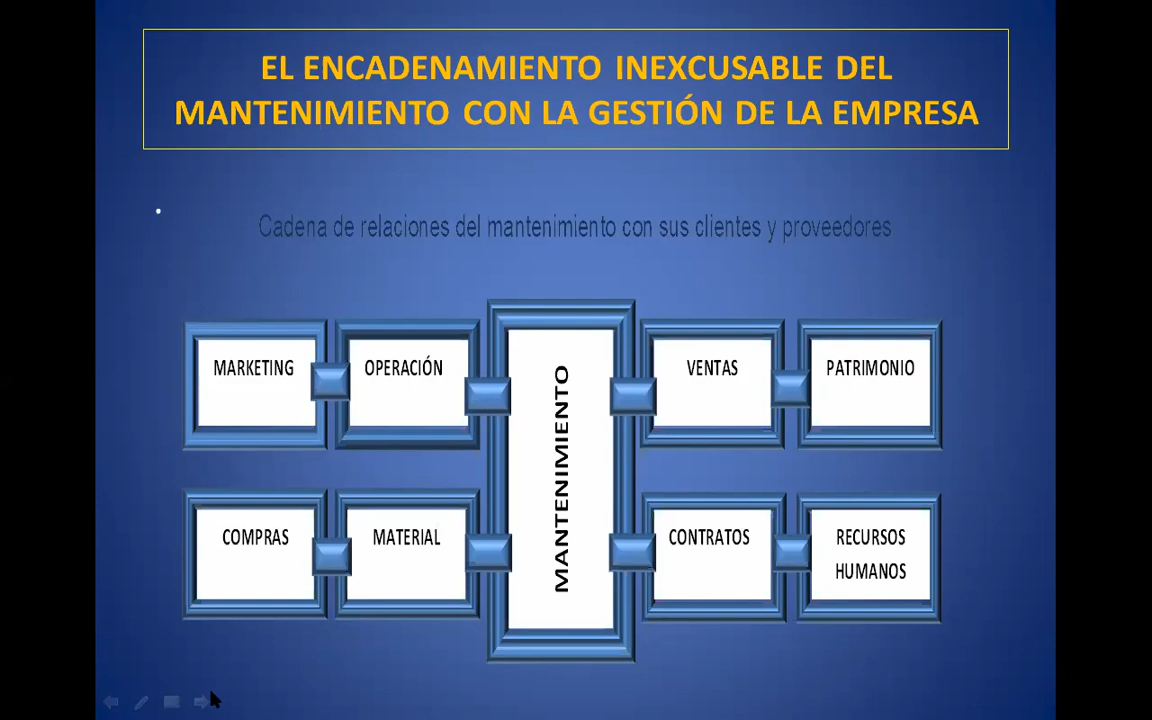 EL ENCADENAMIENTO INEXCUSABLE DEL
MANTENIMIENTO CON LA GESTIÓN DE LA EMPRESA
Cadena de relaciones del mantenimiento con sus clientes y proveedores
MARKETING
OPERACIÓN
MANTENIMIENTO
VENTAS
PATRIMONIO
COMPRAS
MATERIAL
CONTRATOS
RECURSOS
HUMANOS